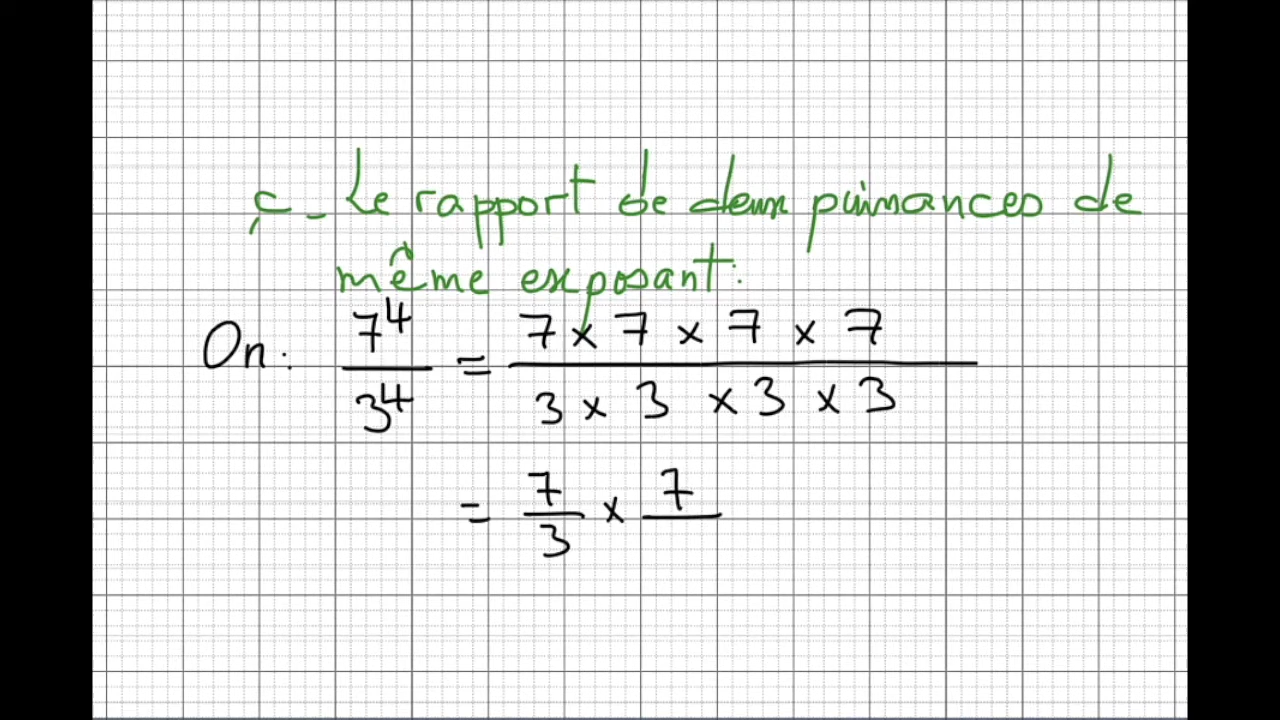 ç - Le rapport de deux puissances de
même exposant:
On: 7⁴/3⁴ = (7 × 7 × 7 × 7)/(3 × 3 × 3 × 3)
= 7/3 × 7/